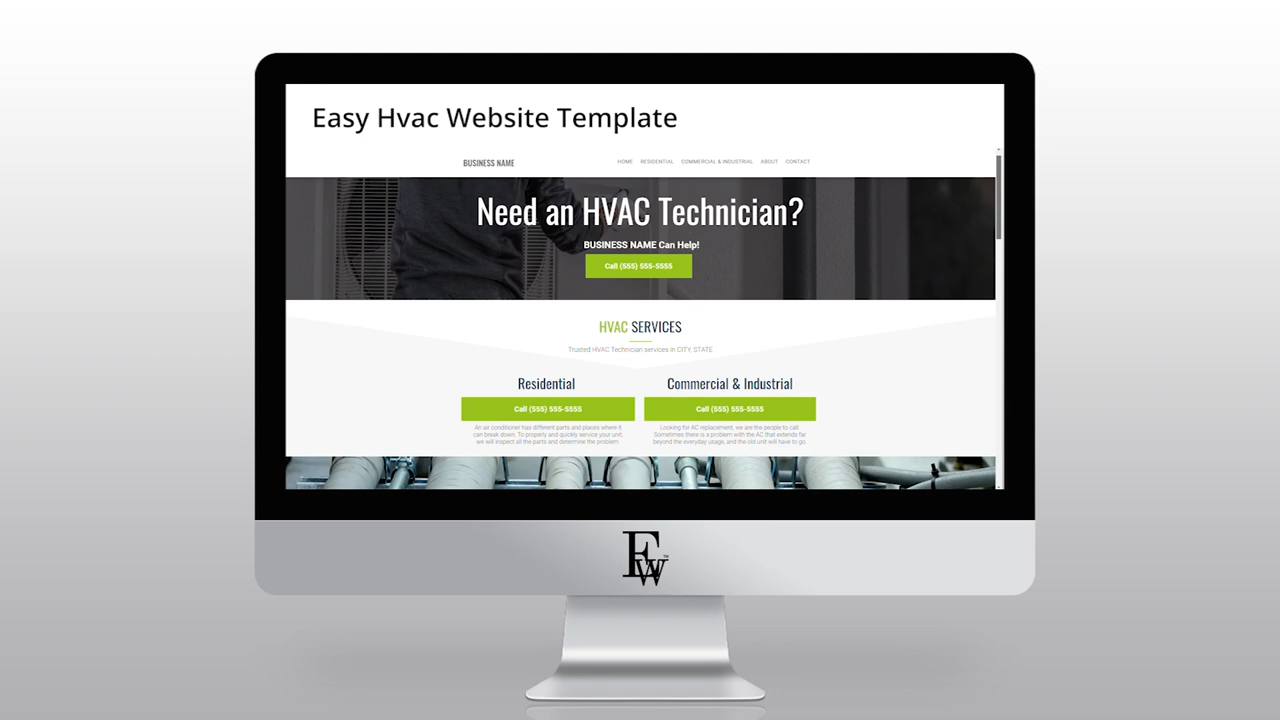 Easy Hvac Website Template
BUSINESS NAME
HOME RESIDENTIAL COMMERCIAL & INDUSTRIAL ABOUT CONTACT
Need an HVAC Technician?
BUSINESS NAME Can Help!
Call (555) 555-5555
HVAC SERVICES
Trusted HVAC Technician services in CITY, STATE
Residential
Call (555) 555-5555
An air conditioner has different parts and places where it
can break down. To properly and quickly service your unit,
we will inspect all the parts and determine the problem.
Commercial & Industrial
Call (555) 555-5555
Looking for AC replacement, we are the people to call.
Sometimes there is a problem with the AC that extends far
beyond the everyday usage, and the old unit will have to go.
EW™